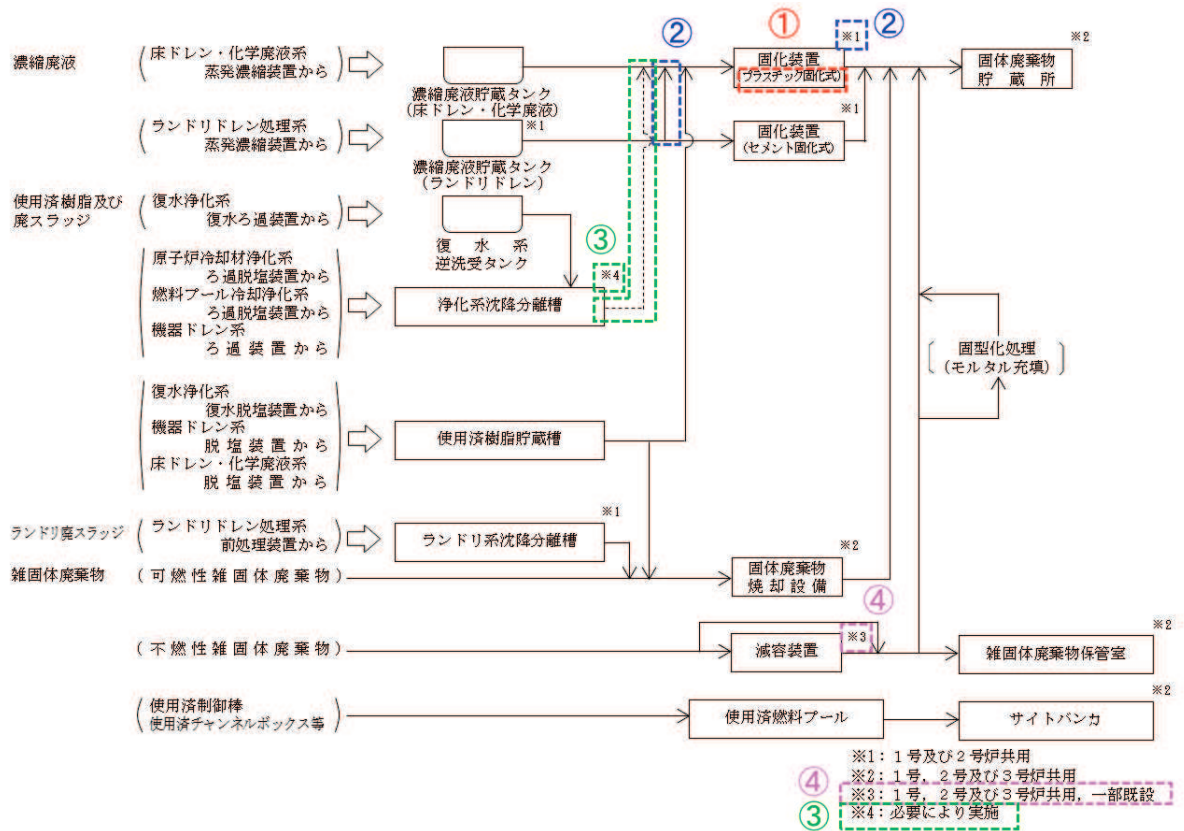 ① ②
②
濃縮廃液
(床ドレン・化学廃液系
蒸発濃縮装置から)
濃縮廃液貯蔵タンク
(床ドレン・化学廃液)
固化装置
(プラスチック固化式)
※1
固体廃棄物
貯蔵所
※2
(ランドリドレン処理系
蒸発濃縮装置から)
※1
濃縮廃液貯蔵タンク
(ランドリドレン)
固化装置
(セメント固化式)
※1
使用済樹脂及び
廃スラッジ
(復水浄化系
復水ろ過装置から)
復水系
逆洗受タンク
③
※4
(原子炉冷却材浄化系
ろ過脱塩装置から
燃料プール冷却浄化系
ろ過脱塩装置から
機器ドレン系
ろ過装置から)
浄化系沈降分離槽
〔固型化処理
(モルタル充填)〕
(復水浄化系
復水脱塩装置から
機器ドレン系
脱塩装置から
床ドレン・化学廃液系
脱塩装置から)
使用済樹脂貯蔵槽
ランドリ廃スラッジ
(ランドリドレン処理系
前処理装置から)
※1
ランドリ系沈降分離槽
雑固体廃棄物
(可燃性雑固体廃棄物)
※2
固体廃棄物
焼却設備
④
(不燃性雑固体廃棄物)
減容装置
※3
※2
雑固体廃棄物保管室
(使用済制御棒
使用済チャンネルボックス等)
使用済燃料プール
※2
サイトバンカ
※1:1号及び2号炉共用
※2:1号,2号及び3号炉共用
④ ※3:1号,2号及び3号炉共用,一部既設
③ ※4:必要により実施